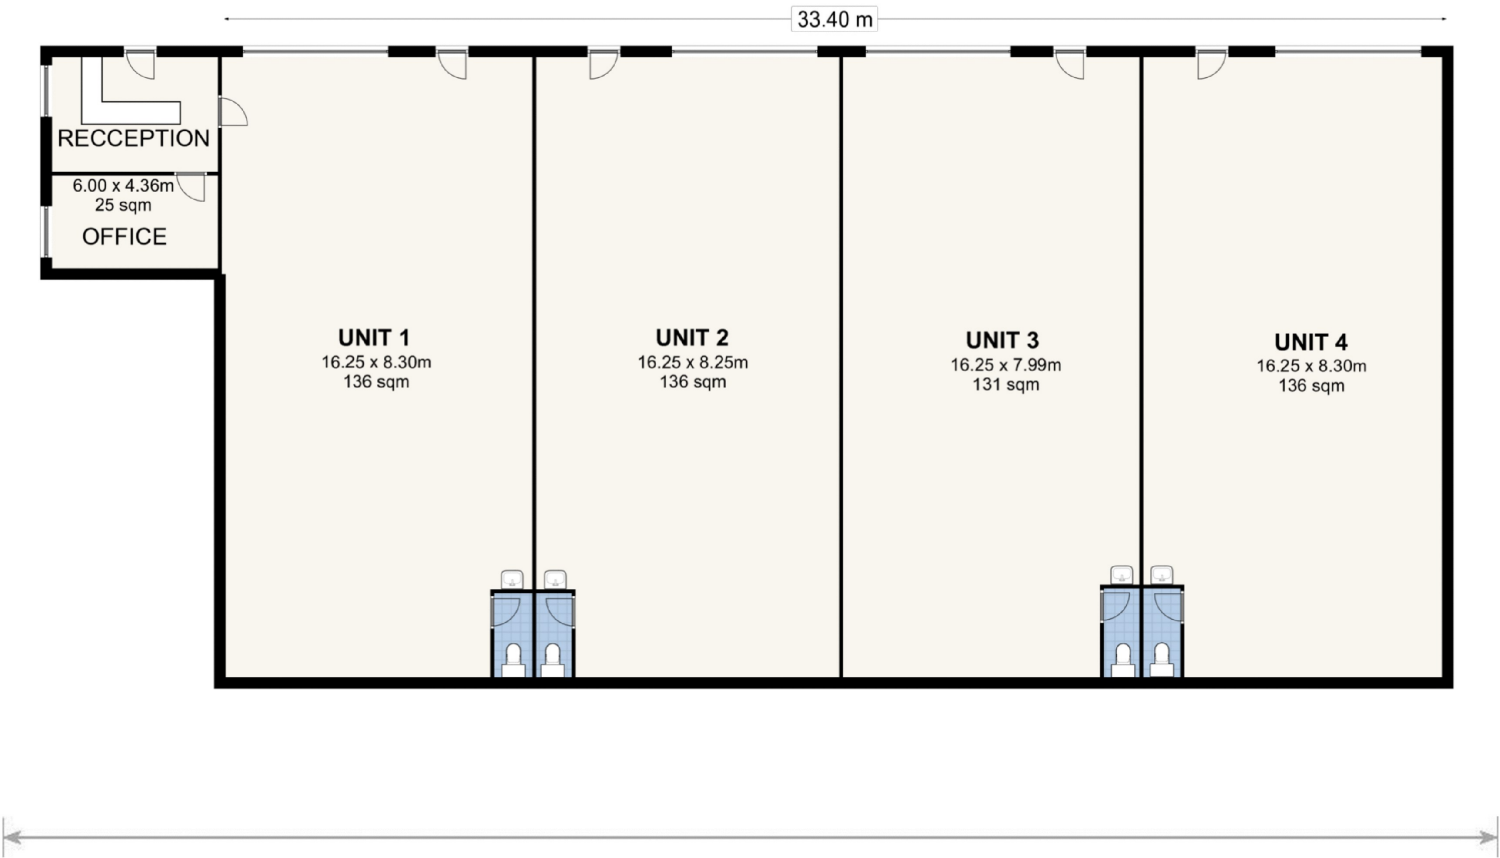 33.40 m
RECCEPTION
6.00 x 4.36m
25 sqm
OFFICE
UNIT 1
16.25 x 8.30m
136 sqm
UNIT 2
16.25 x 8.25m
136 sqm
UNIT 3
16.25 x 7.99m
131 sqm
UNIT 4
16.25 x 8.30m
136 sqm